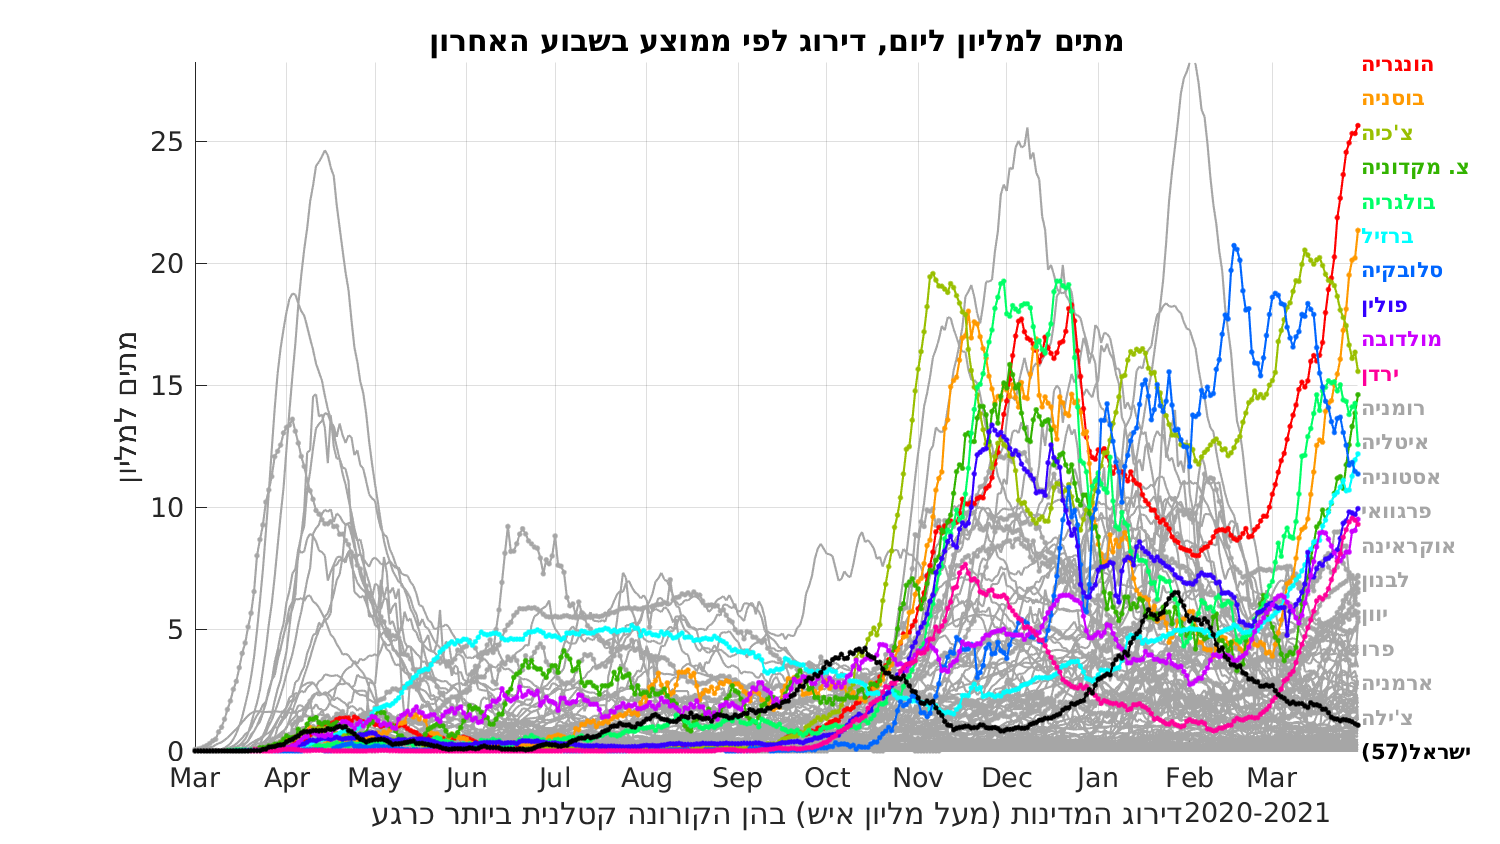 מתים למליון ליום, דירוג לפי ממוצע בשבוע האחרון
מתים למליון
25
20
15
10
5
0
Mar Apr May Jun Jul Aug Sep Oct Nov Dec Jan Feb Mar
דירוג המדינות (מעל מליון איש) בהן הקורונה קטלנית ביותר כרגע2020-2021
הונגריה
בוסניה
צ'כיה
צ. מקדוניה
בולגריה
ברזיל
סלובקיה
פולין
מולדובה
ירדן
רומניה
איטליה
אסטוניה
פרגוואי
אוקראינה
לבנון
יוון
פרו
ארמניה
צ'ילה
ישראל(57)